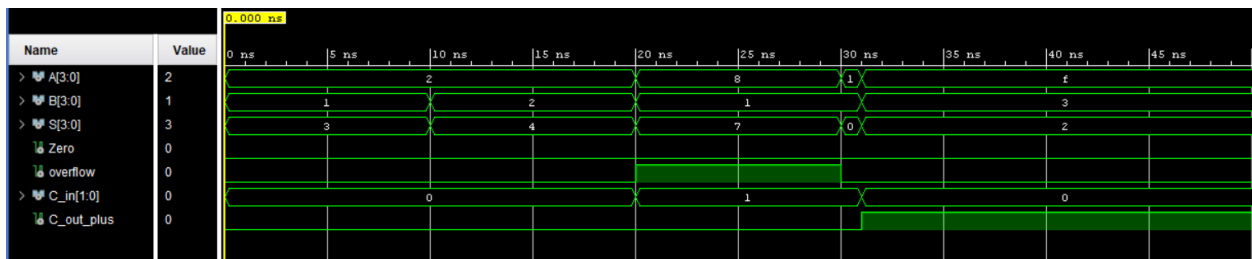 0.000 ns
Name Value 0 ns 5 ns 10 ns 15 ns 20 ns 25 ns 30 ns 35 ns 40 ns 45 ns
> A[3:0] 2 2 8 1 f
> B[3:0] 1 1 2 1 3
> S[3:0] 3 3 4 7 0 2
Zero 0
overflow 0
> C_in[1:0] 0 0 1 0
C_out_plus 0